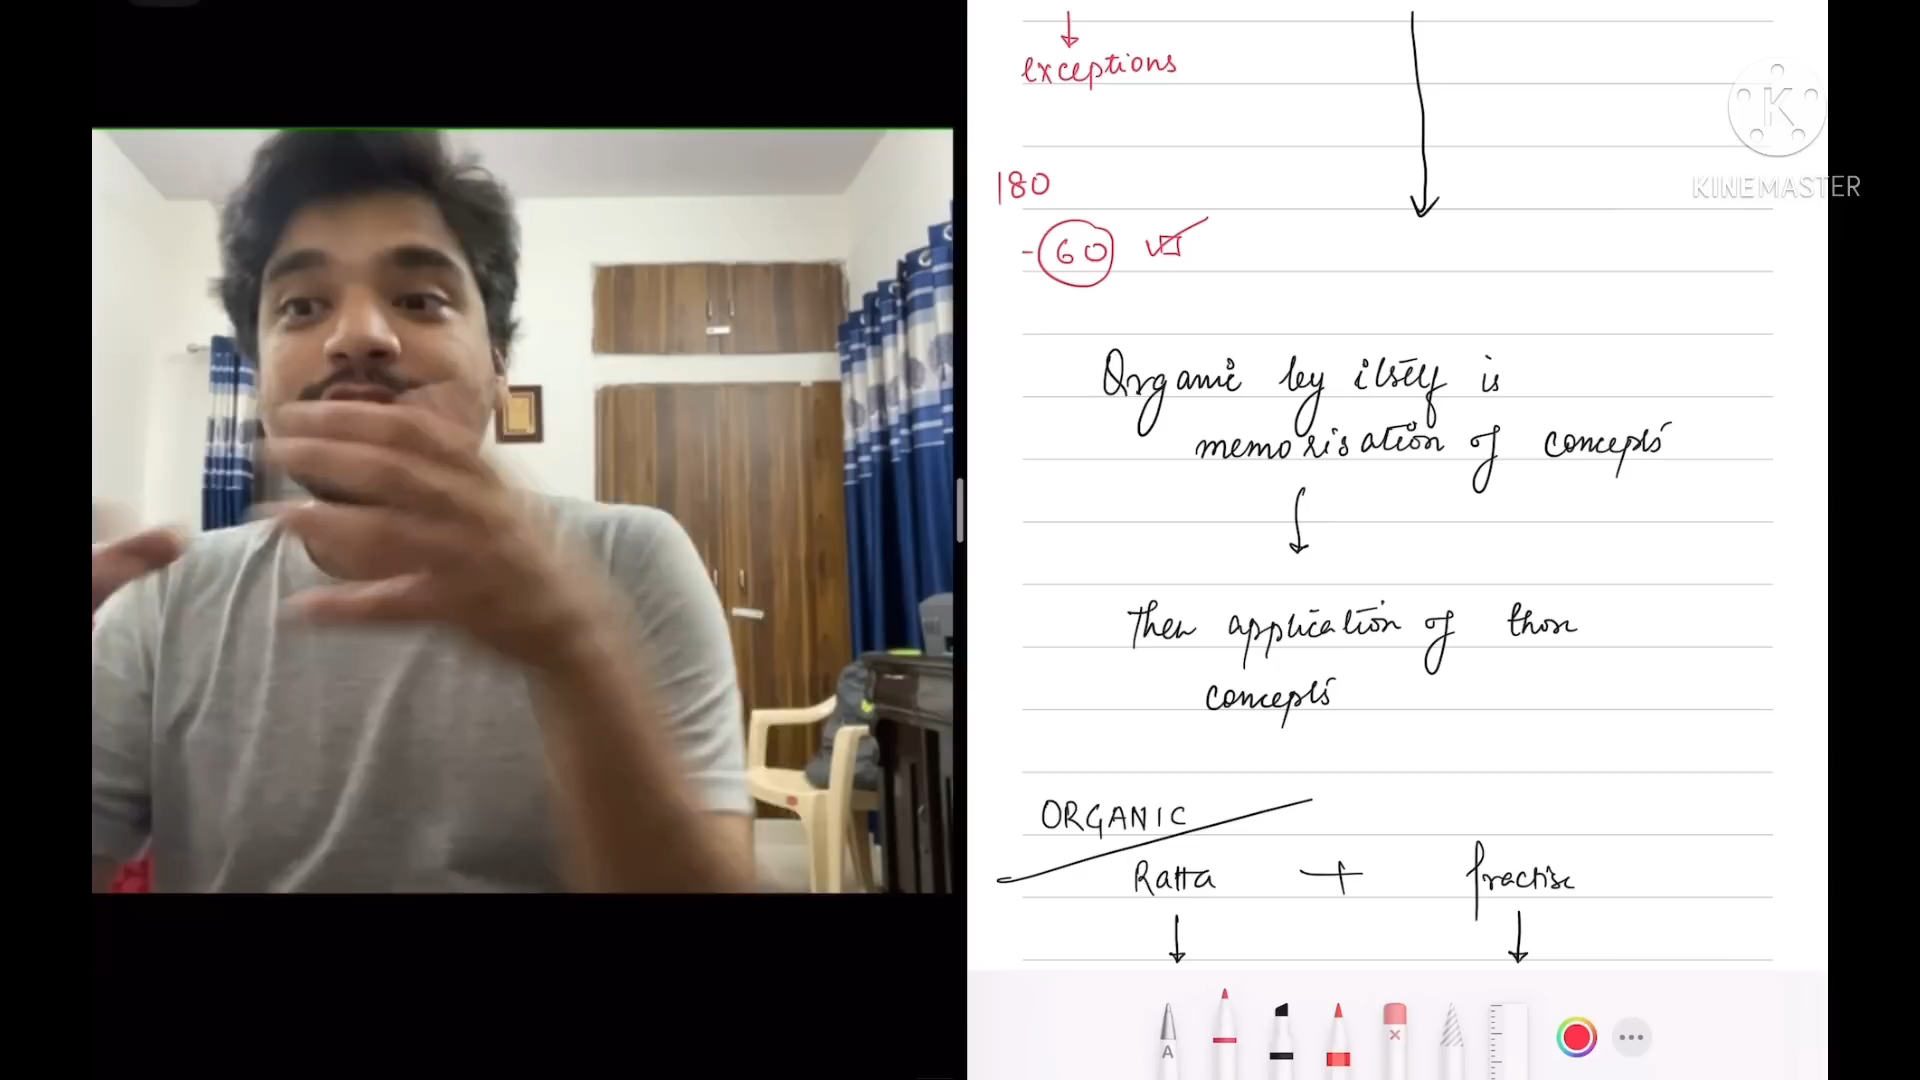 exceptions
180
-60
Organic by itself is
memorisation of concepts
Then application of those
concepts
ORGANIC
Ratta + Practise
K
KINEMASTER
A